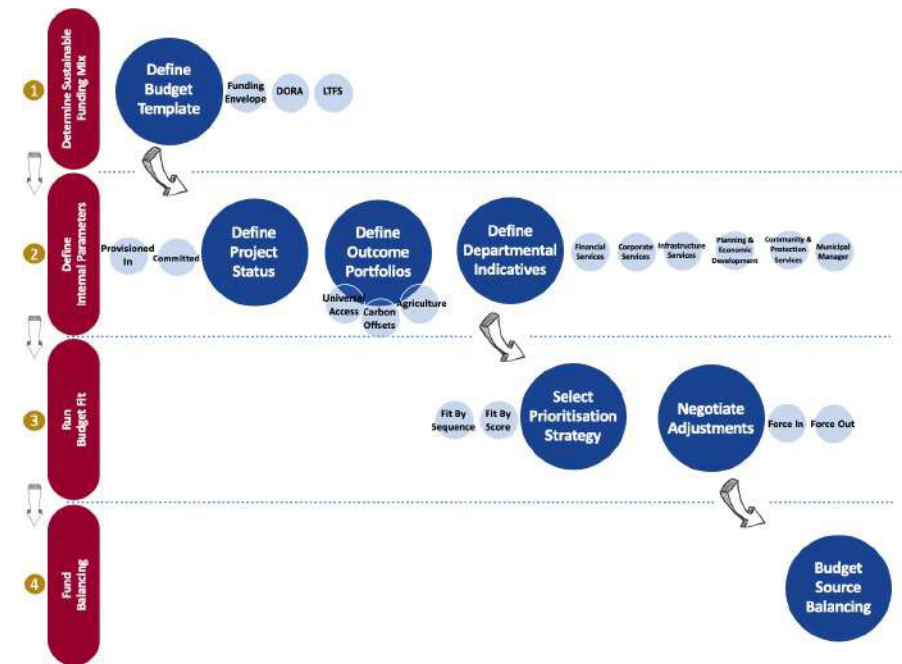 1
Determine Sustainable
Funding Mix
Define
Budget
Template
Funding
Envelope
DORA
LTFS
2
Define
Internal Parameters
Provisioned
In
Committed
Define
Project
Status
Define
Outcome
Portfolios
Universal
Access
Carbon
Offsets
Agriculture
Define
Departmental
Indicatives
Financial
Services
Corporate
Services
Infrastructure
Services
Planning &
Economic
Development
Community &
Protection
Services
Municipal
Manager
3
Run
Budget Fit
Fit By
Sequence
Fit By
Score
Select
Prioritisation
Strategy
Negotiate
Adjustments
Force In
Force Out
4
Fund
Balancing
Budget
Source
Balancing